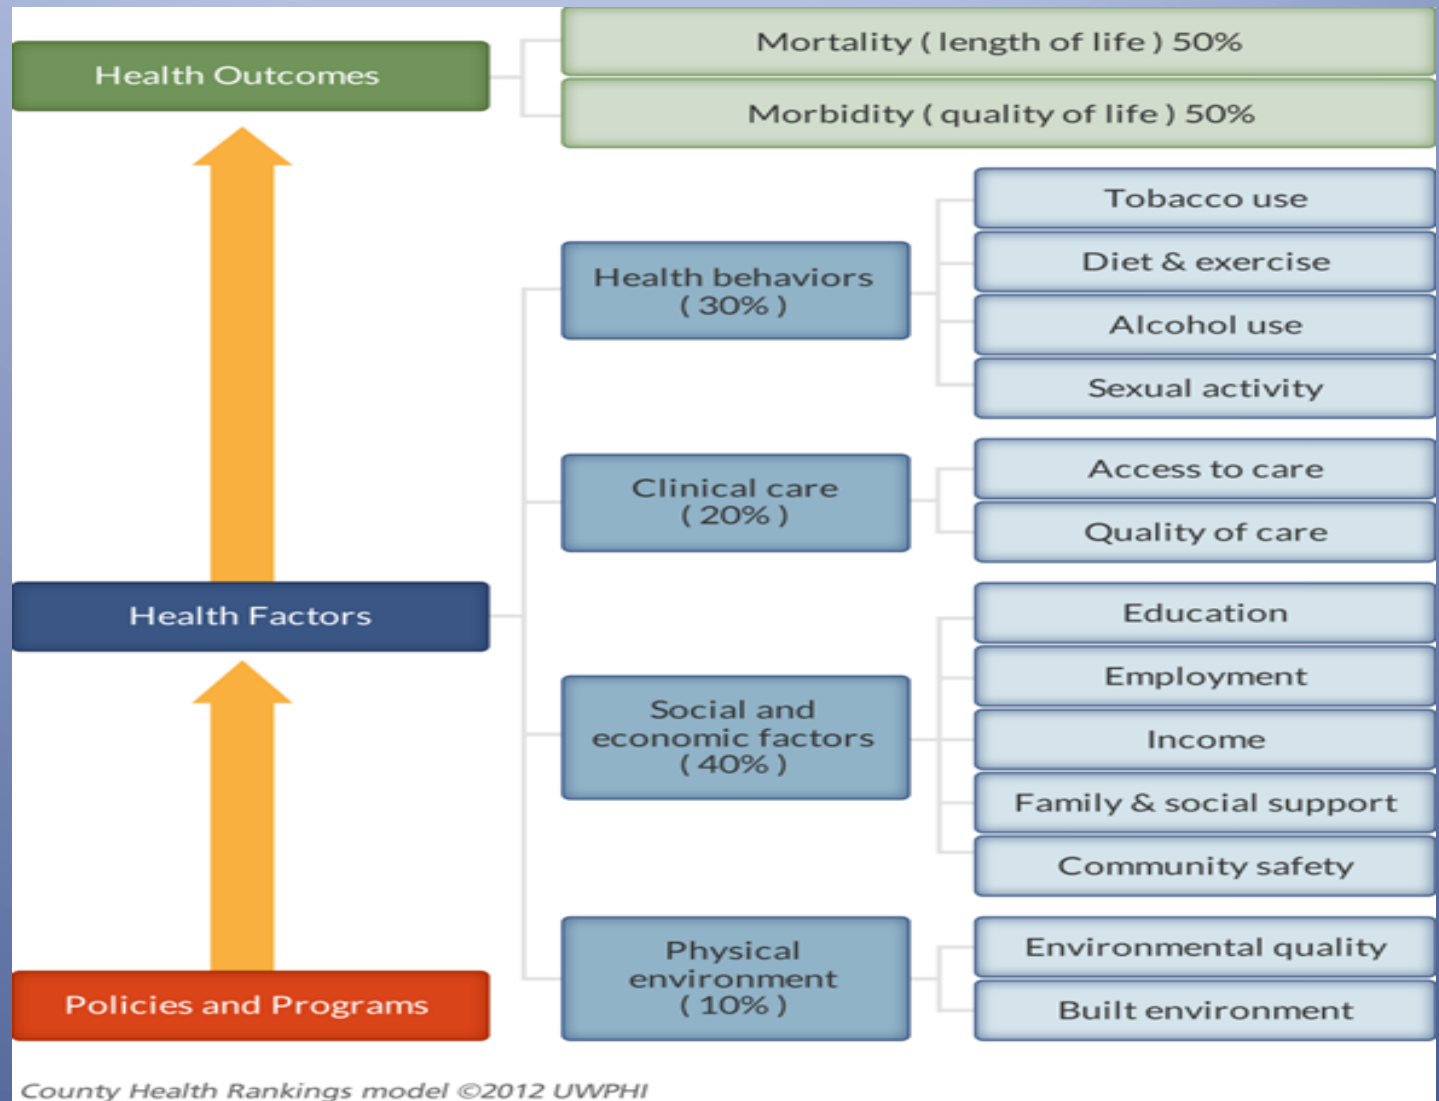 Health Outcomes
Mortality ( length of life ) 50%
Morbidity ( quality of life ) 50%
Health Factors
Health behaviors
( 30% )
Tobacco use
Diet & exercise
Alcohol use
Sexual activity
Clinical care
( 20% )
Access to care
Quality of care
Social and
economic factors
( 40% )
Education
Employment
Income
Family & social support
Community safety
Physical
environment
( 10% )
Environmental quality
Built environment
Policies and Programs
County Health Rankings model ©2012 UWPHI